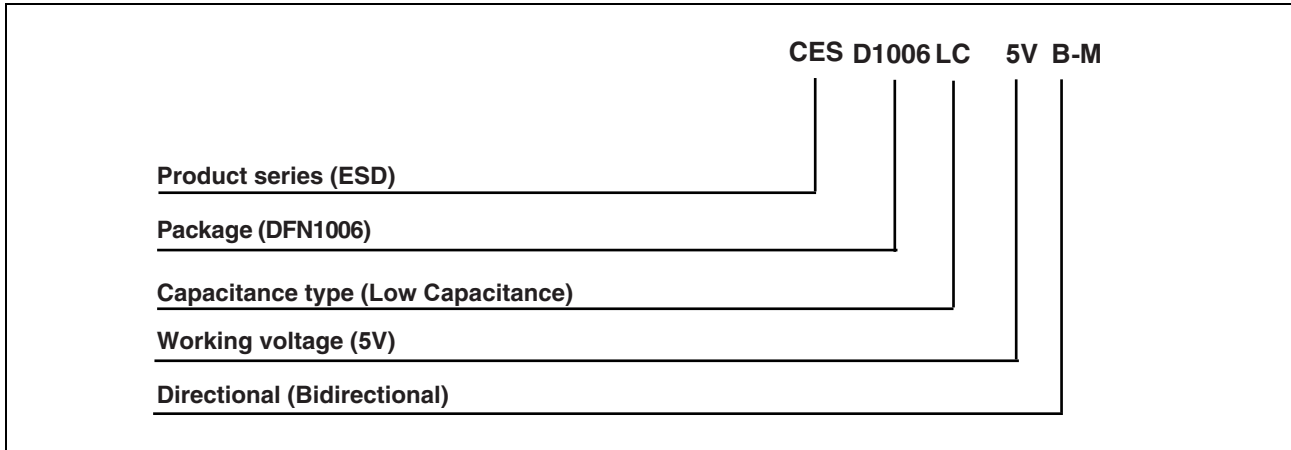 CES D1006 LC 5V B-M
Product series (ESD)
Package (DFN1006)
Capacitance type (Low Capacitance)
Working voltage (5V)
Directional (Bidirectional)